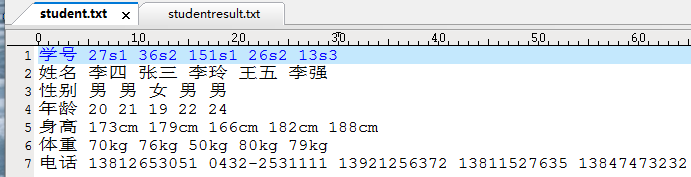 student.txt × studentresult.txt
0 10 20 30 40 50 60
1 学号 27s1 36s2 151s1 26s2 13s3
2 姓名 李四 张三 李玲 王五 李强
3 性别 男 男 女 男 男
4 年龄 20 21 19 22 24
5 身高 173cm 179cm 166cm 182cm 188cm
6 体重 70kg 76kg 50kg 80kg 79kg
7 电话 13812653051 0432-2531111 13921256372 13811527635 13847473232